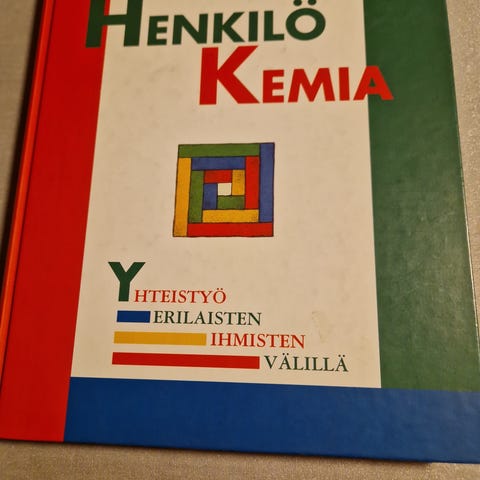 HENKILÖ
KEMIA
YHTEISTYÖ
ERILAISTEN
IHMISTEN
VÄLILLÄ